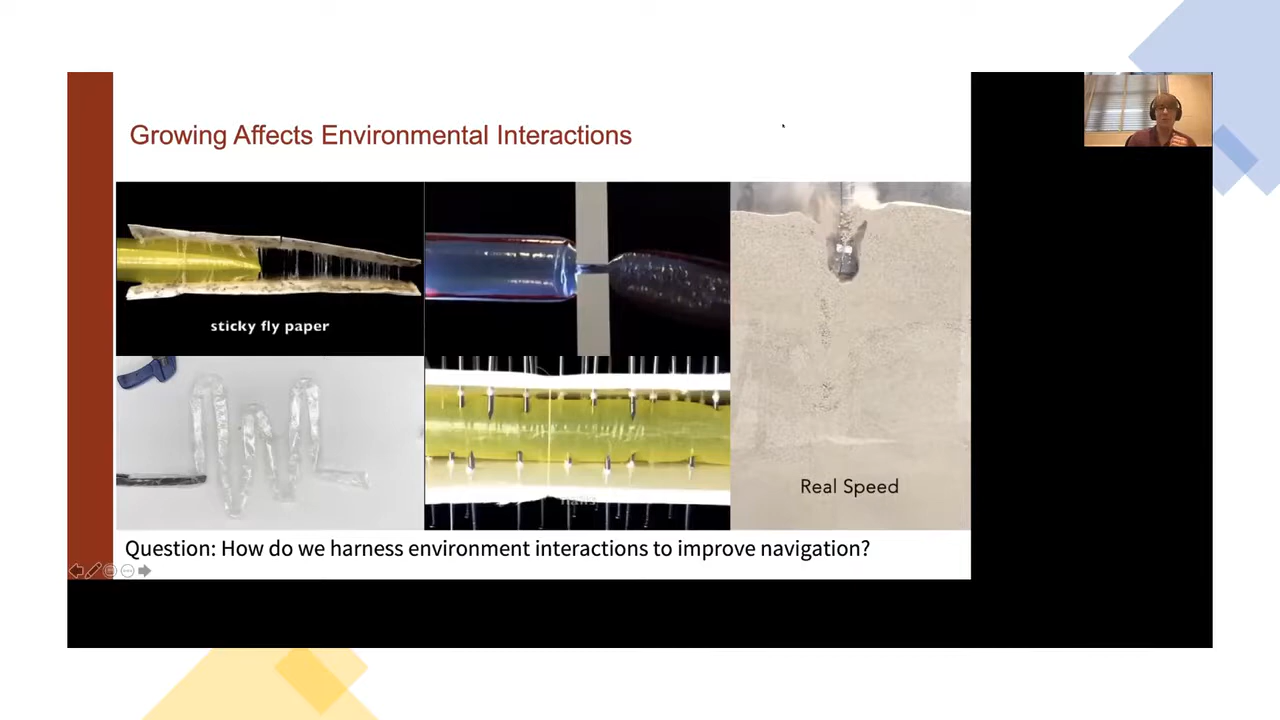 Growing Affects Environmental Interactions
sticky fly paper
nails
Real Speed
Question: How do we harness environment interactions to improve navigation?